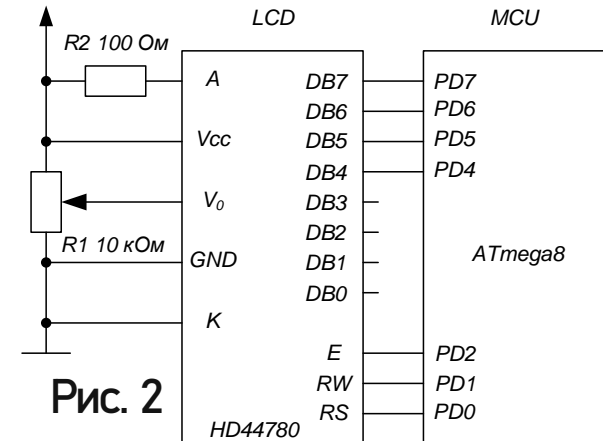 LCD MCU
R2 100 Ом
A DB7 PD7
DB6 PD6
Vcc DB5 PD5
DB4 PD4
V₀ DB3
DB2
R1 10 кОм GND DB1 ATmega8
DB0
K
E PD2
RW PD1
Рис. 2 RS PD0
HD44780